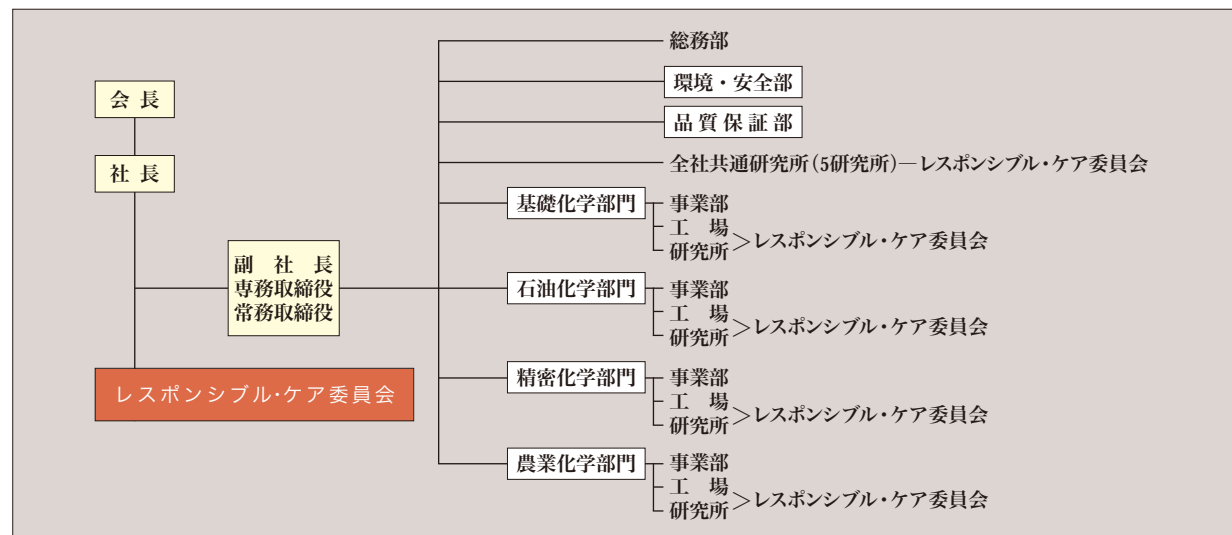 会長
社長
副社長
専務取締役
常務取締役
レスポンシブル・ケア委員会
総務部
環境・安全部
品質保証部
全社共通研究所(5研究所)―レスポンシブル・ケア委員会
基礎化学部門
事業部
工場
研究所
>レスポンシブル・ケア委員会
石油化学部門
事業部
工場
研究所
>レスポンシブル・ケア委員会
精密化学部門
事業部
工場
研究所
>レスポンシブル・ケア委員会
農業化学部門
事業部
工場
研究所
>レスポンシブル・ケア委員会